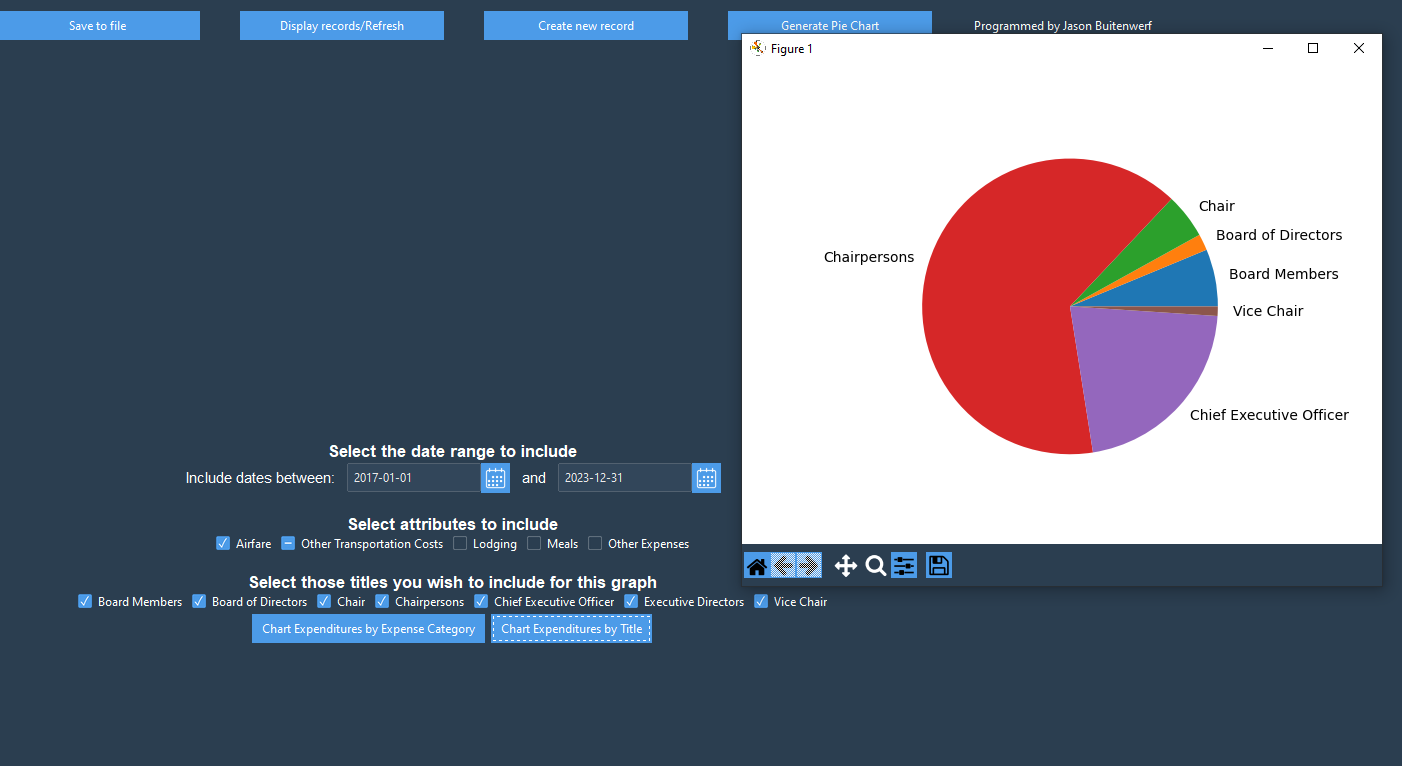 Save to file
Display records/Refresh
Create new record
Generate Pie Chart
Programmed by Jason Buitenwerf
Figure 1
Chair
Board of Directors
Chairpersons
Board Members
Vice Chair
Chief Executive Officer
Select the date range to include
Include dates between: 2017-01-01 and 2023-12-31
Select attributes to include
Airfare Other Transportation Costs Lodging Meals Other Expenses
Select those titles you wish to include for this graph
Board Members Board of Directors Chair Chairpersons Chief Executive Officer Executive Directors Vice Chair
Chart Expenditures by Expense Category Chart Expenditures by Title